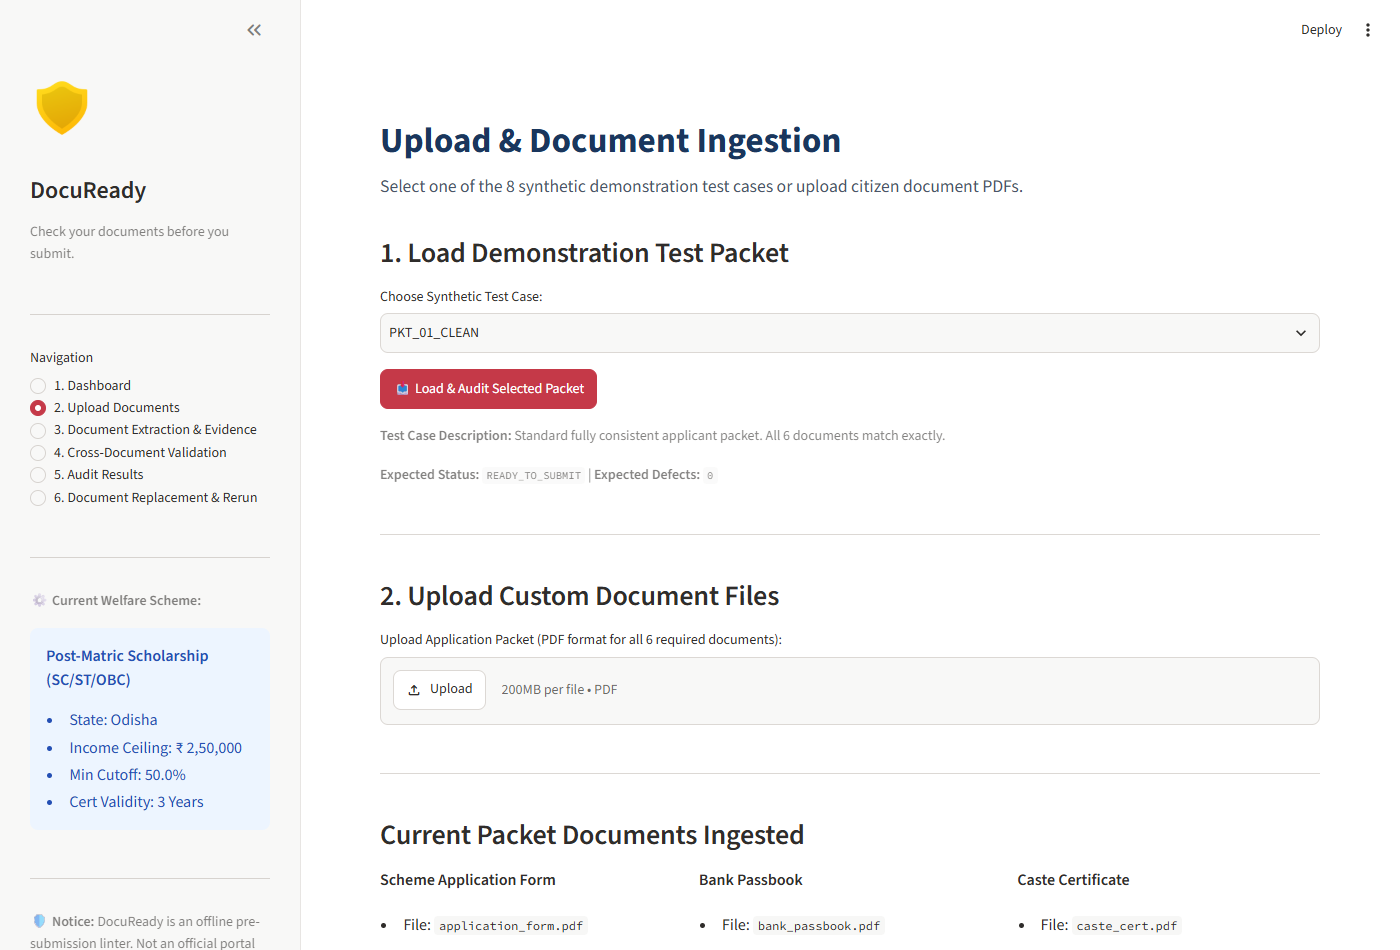 Deploy
DocuReady
Check your documents before you
submit.
Navigation
1. Dashboard
2. Upload Documents
3. Document Extraction & Evidence
4. Cross-Document Validation
5. Audit Results
6. Document Replacement & Rerun
Current Welfare Scheme:
Post-Matric Scholarship
(SC/ST/OBC)
• State: Odisha
• Income Ceiling: ₹ 2,50,000
• Min Cutoff: 50.0%
• Cert Validity: 3 Years
Notice: DocuReady is an offline pre-
submission linter. Not an official portal
Upload & Document Ingestion
Select one of the 8 synthetic demonstration test cases or upload citizen document PDFs.
1. Load Demonstration Test Packet
Choose Synthetic Test Case:
PKT_01_CLEAN
Load & Audit Selected Packet
Test Case Description: Standard fully consistent applicant packet. All 6 documents match exactly.
Expected Status: READY_TO_SUBMIT | Expected Defects: 0
2. Upload Custom Document Files
Upload Application Packet (PDF format for all 6 required documents):
Upload 200MB per file • PDF
Current Packet Documents Ingested
Scheme Application Form
• File: application_form.pdf
Bank Passbook
• File: bank_passbook.pdf
Caste Certificate
• File: caste_cert.pdf